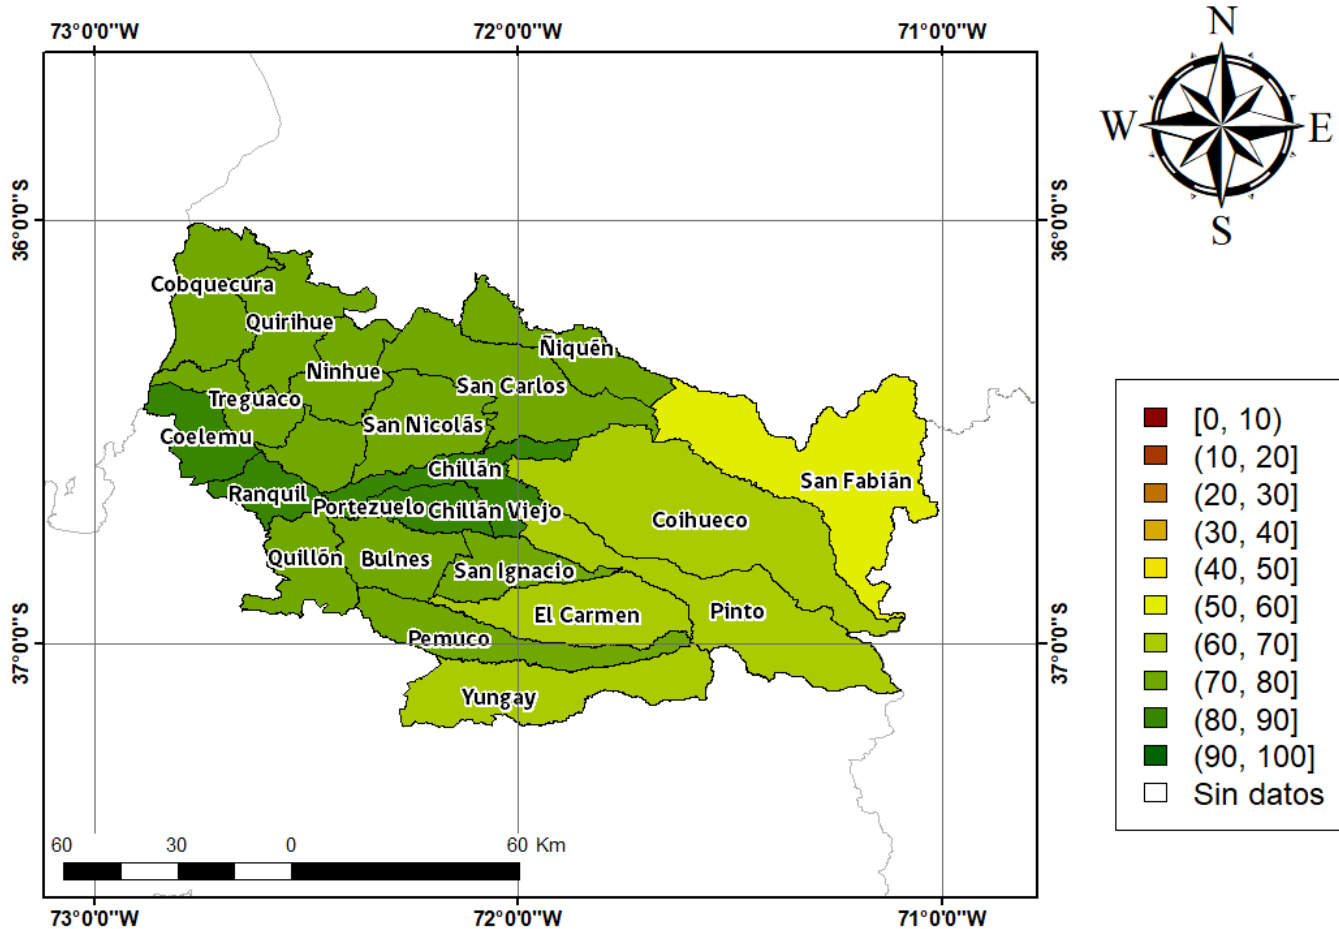 73°0'0"W 72°0'0"W 71°0'0"W
N
W E
S
36°0'0"S 36°0'0"S
Cobquecura
Quirihue
Ñiquén
Ninhue
San Carlos
Treguaco
San Nicolás
Coelemu
Chillán
San Fabián
Ranquil
Portezuelo
Chillán Viejo
Coihueco
Quillón
Bulnes
San Ignacio
El Carmen
Pinto
Pemuco
Yungay
37°0'0"S 37°0'0"S
[0, 10)
(10, 20]
(20, 30]
(30, 40]
(40, 50]
(50, 60]
(60, 70]
(70, 80]
(80, 90]
(90, 100]
Sin datos
60 30 0 60 Km
73°0'0"W 72°0'0"W 71°0'0"W